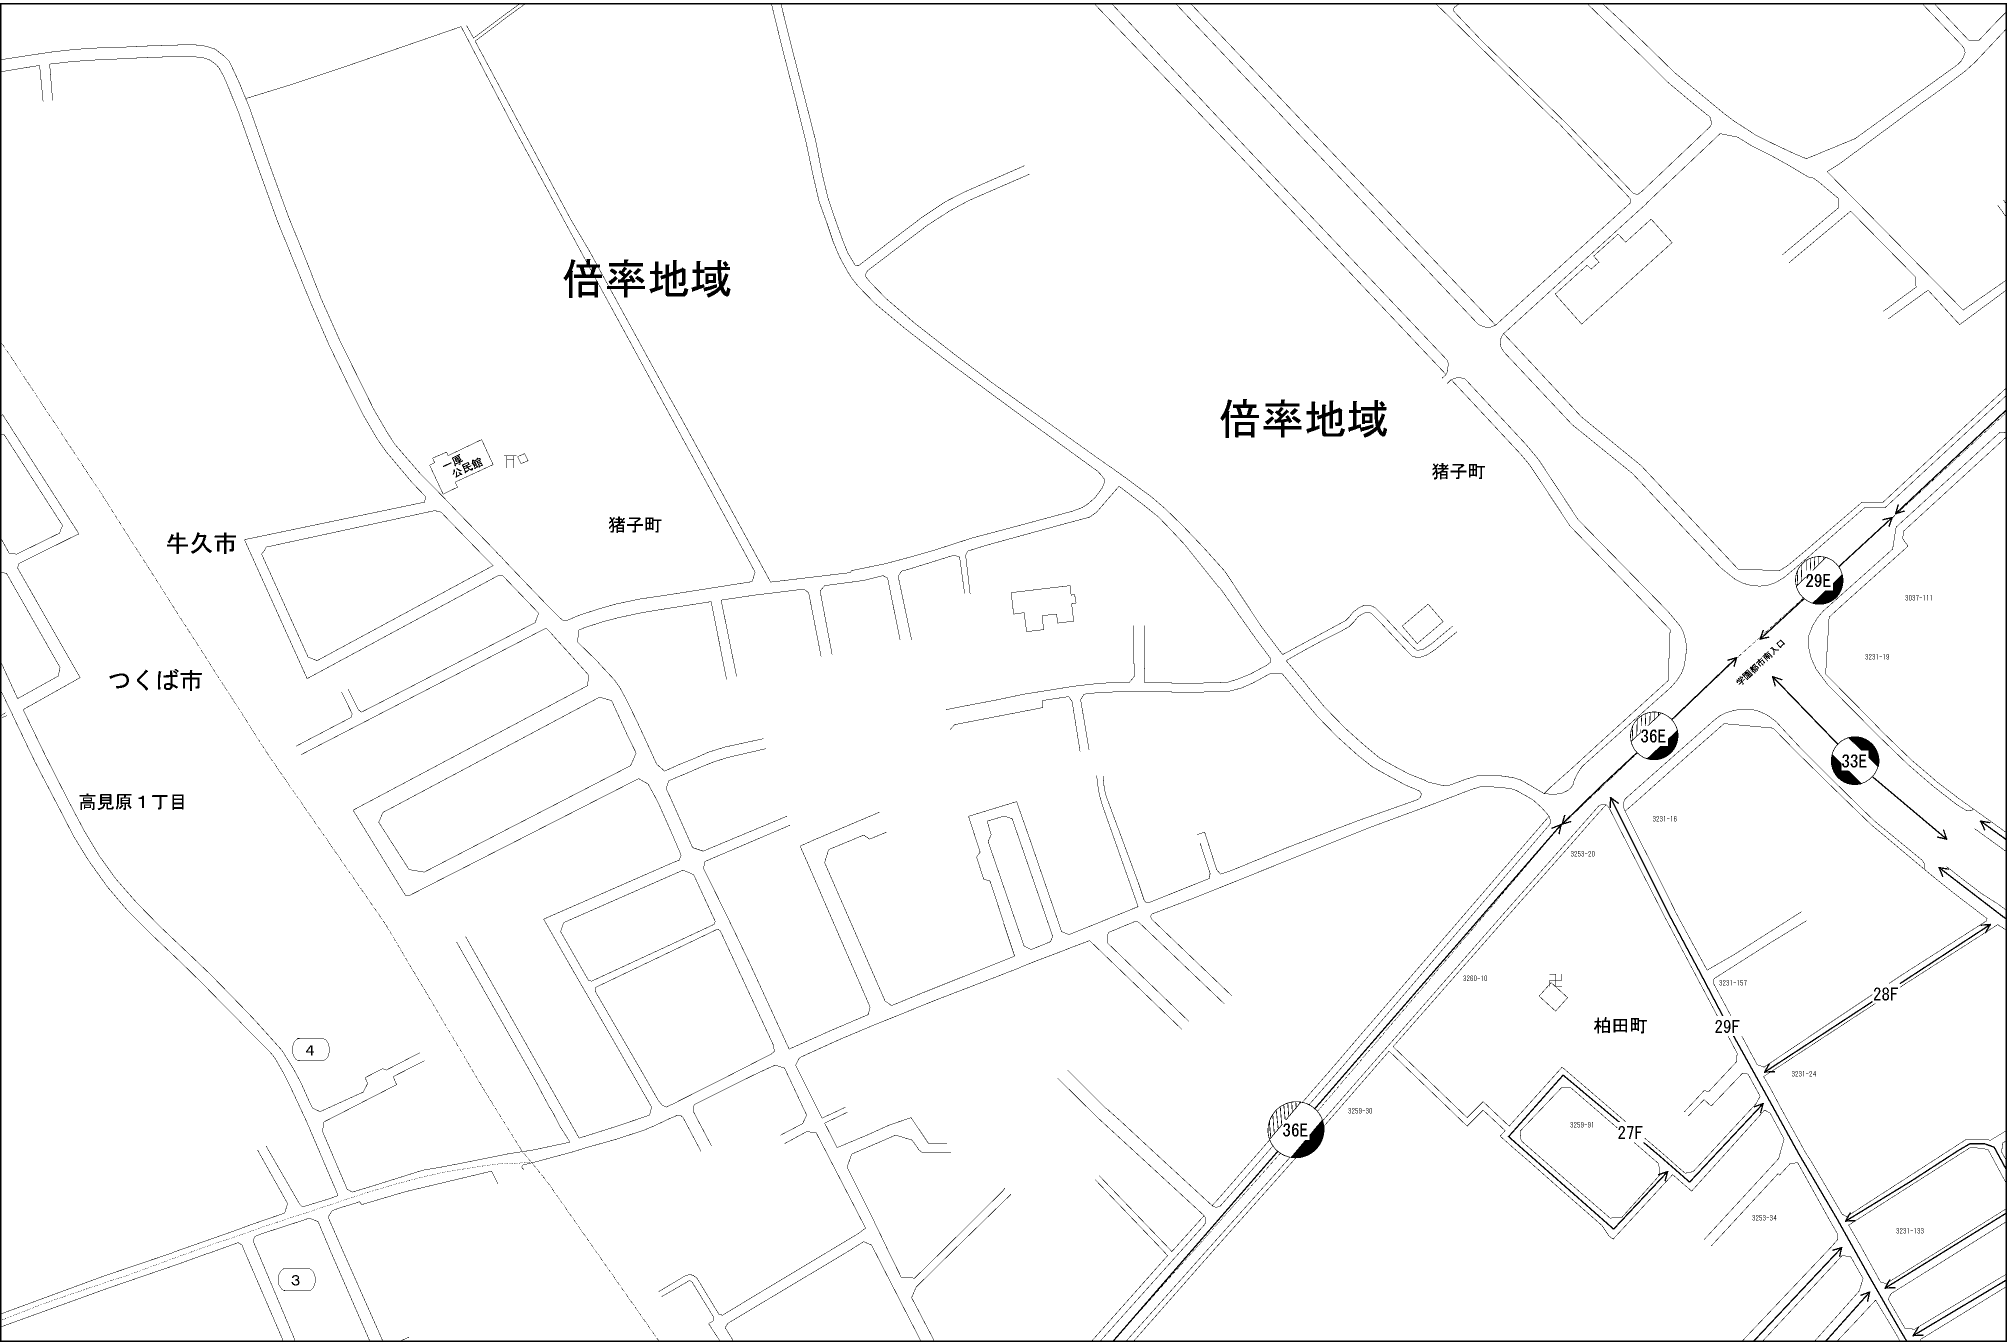 倍率地域
倍率地域
一厚
公民館
猪子町
猪子町
牛久市
29E
3037-111
学園都市南入口
3231-19
つくば市
36E
33E
高見原1丁目
3231-16
3253-20
3260-10
3231-157
28F
柏田町
29F
4
3231-24
3259-30
36E
3259-91
27F
3253-34
3231-133
3